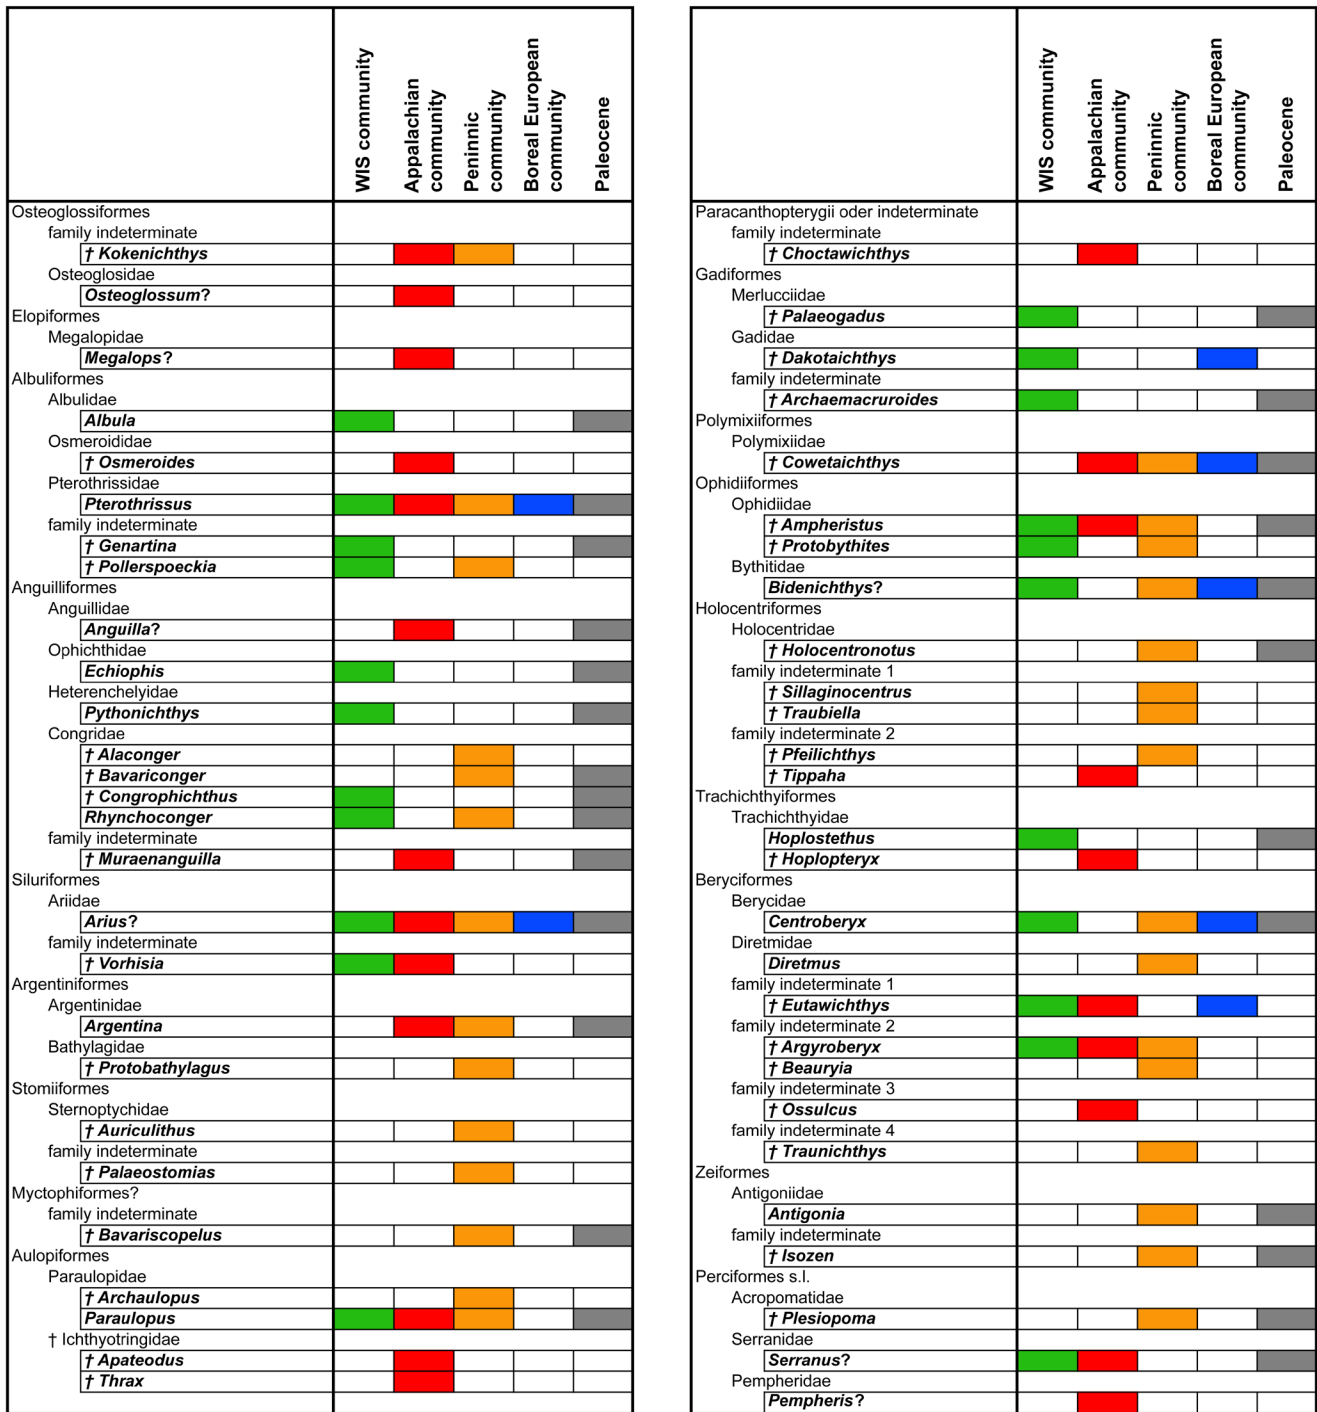 WIS community
Appalachian
community
Peninnic
community
Boreal European
community
Paleocene
Osteoglossiformes
family indeterminate
† Kokenichthys
Osteoglosidae
Osteoglossum?
Elopiformes
Megalopidae
Megalops?
Albuliformes
Albulidae
Albula
Osmeroididae
† Osmeroides
Pterothrissidae
Pterothrissus
family indeterminate
† Genartina
† Pollerspoeckia
Anguilliformes
Anguillidae
Anguilla?
Ophichthidae
Echiophis
Heterenchelyidae
Pythonichthys
Congridae
† Alaconger
† Bavariconger
† Congrophichthus
Rhynchoconger
family indeterminate
† Muraenanguilla
Siluriformes
Ariidae
Arius?
family indeterminate
† Vorhisia
Argentiniformes
Argentinidae
Argentina
Bathylagidae
† Protobathylagus
Stomiiformes
Sternoptychidae
† Auriculithus
family indeterminate
† Palaeostomias
Myctophiformes?
family indeterminate
† Bavariscopelus
Aulopiformes
Paraulopidae
† Archaulopus
Paraulopus
† Ichthyotringidae
† Apateodus
† Thrax
WIS community
Appalachian
community
Peninnic
community
Boreal European
community
Paleocene
Paracanthopterygii oder indeterminate
family indeterminate
† Choctawichthys
Gadiformes
Merlucciidae
† Palaeogadus
Gadidae
† Dakotaichthys
family indeterminate
† Archaemacruroides
Polymixiiformes
Polymixiidae
† Cowetaichthys
Ophidiiformes
Ophidiidae
† Ampheristus
† Protobythites
Bythitidae
Bidenichthys?
Holocentriformes
Holocentridae
† Holocentronotus
family indeterminate 1
† Sillaginocentrus
† Traubiella
family indeterminate 2
† Pfeilichthys
† Tippaha
Trachichthyiformes
Trachichthyidae
Hoplostethus
† Hoplopteryx
Beryciformes
Berycidae
Centroberyx
Diretmidae
Diretmus
family indeterminate 1
† Eutawichthys
family indeterminate 2
† Argyroberyx
† Beauryia
family indeterminate 3
† Ossulcus
family indeterminate 4
† Traunichthys
Zeiformes
Antigoniidae
Antigonia
family indeterminate
† Isozen
Perciformes s.l.
Acropomatidae
† Plesiopoma
Serranidae
Serranus?
Pempheridae
Pempheris?